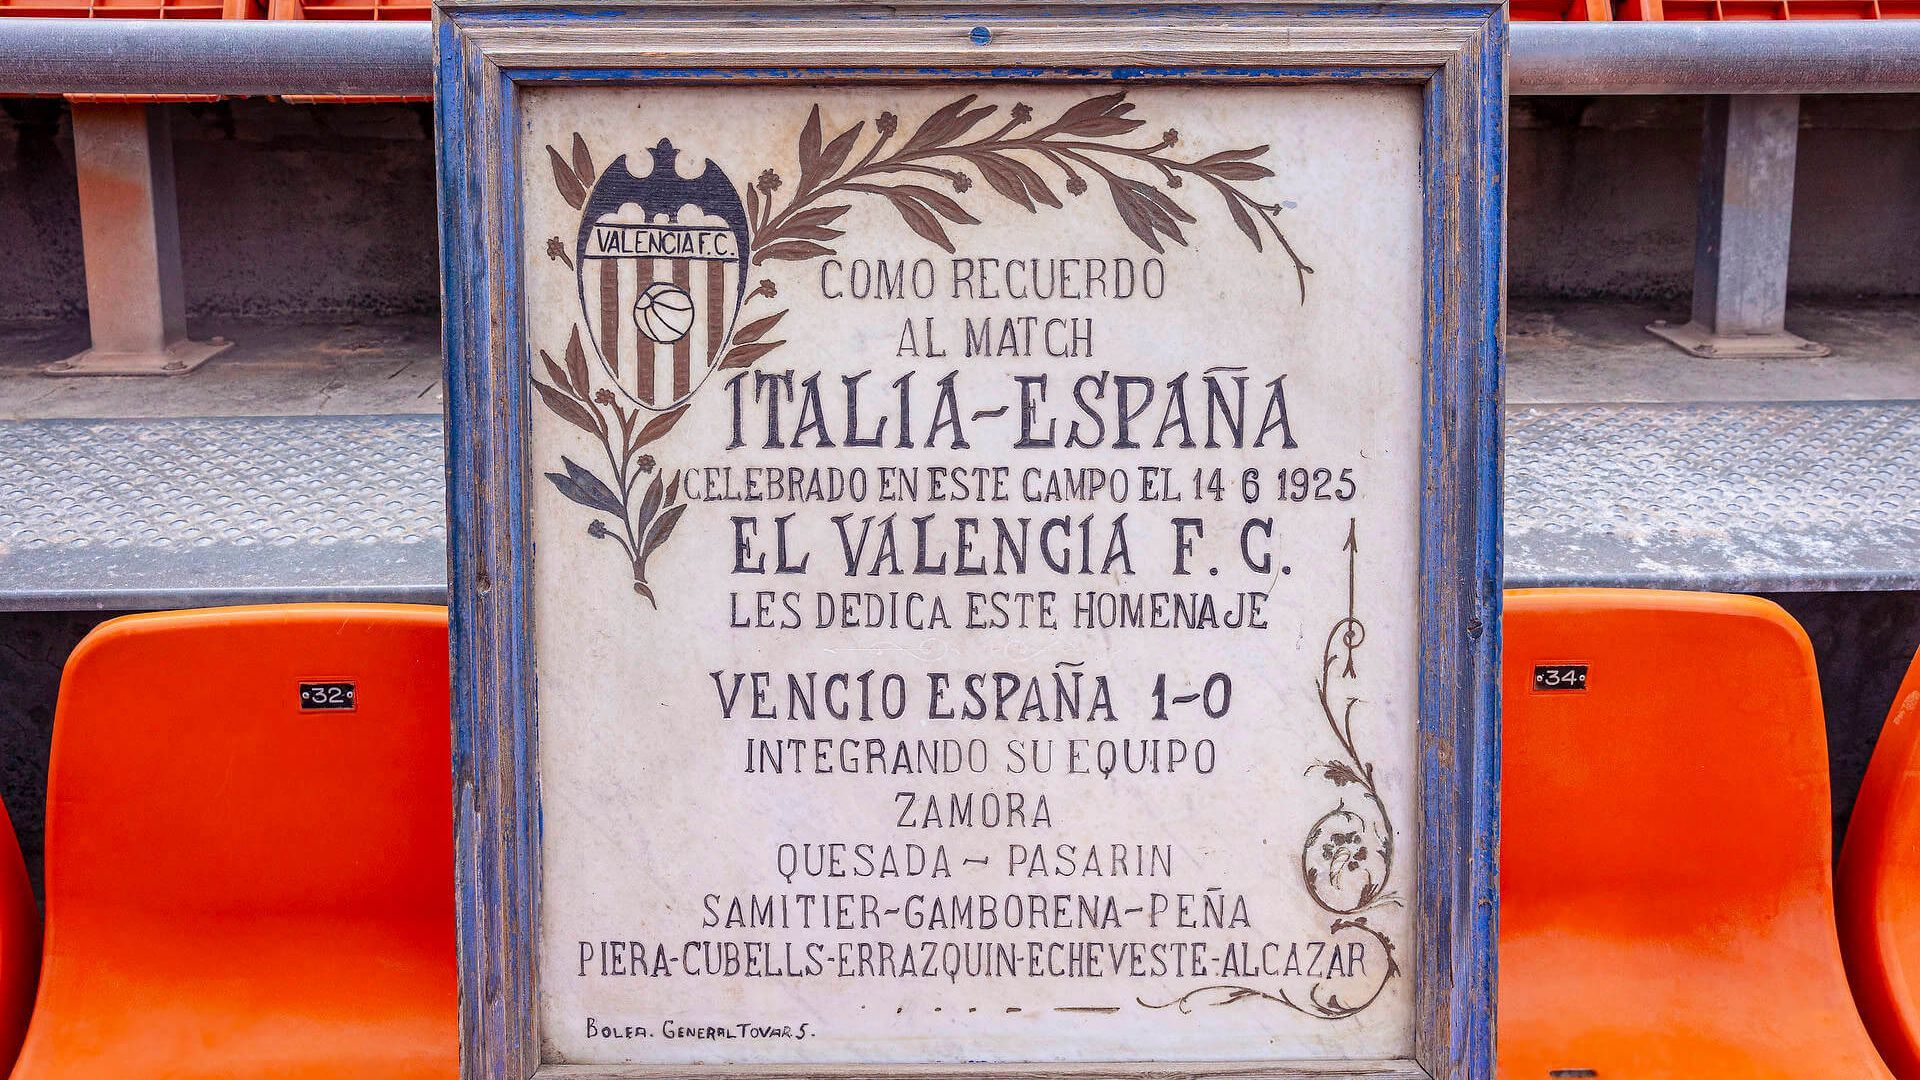 VALENCIA F.C.
COMO RECUERDO
AL MATCH
ITALIA-ESPAÑA
CELEBRADO EN ESTE CAMPO EL 14 6 1925
EL VALENCIA F. C.
LES DEDICA ESTE HOMENAJE
VENCIO ESPAÑA 1-0
INTEGRANDO SU EQUIPO
ZAMORA
QUESADA - PASARIN
SAMITIER-GAMBORENA-PEÑA
PIERA-CUBELLS-ERRAZQUIN-ECHEVESTE-ALCAZAR
BOLEA. GENERAL TOVAR 5.
32
34